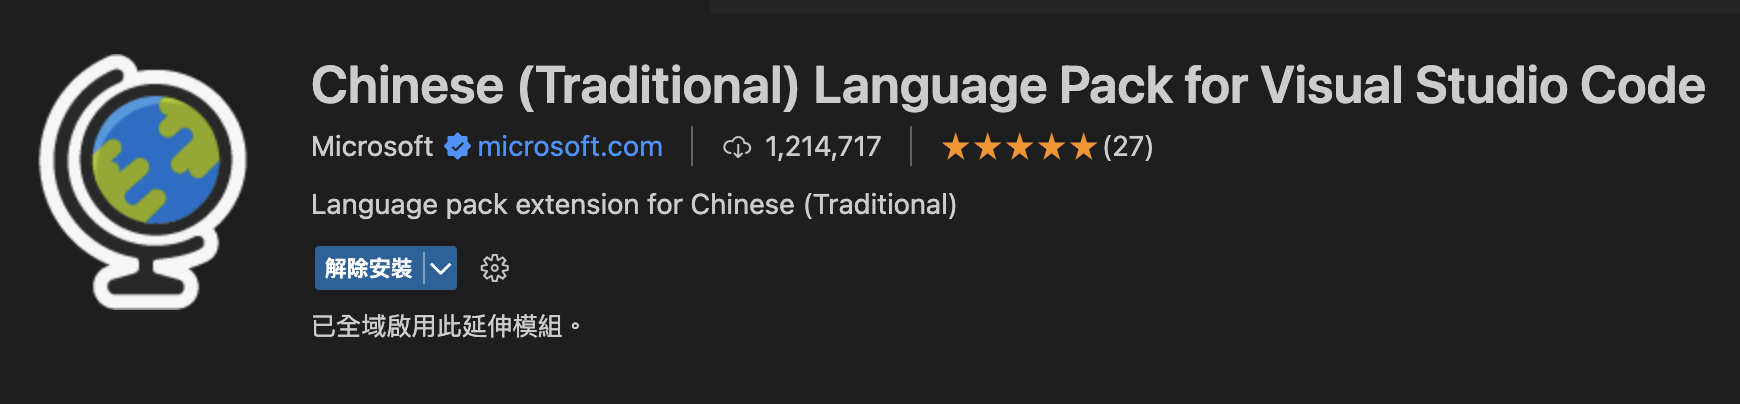 Chinese (Traditional) Language Pack for Visual Studio Code
Microsoft microsoft.com 1,214,717 (27)
Language pack extension for Chinese (Traditional)
解除安裝
已全域啟用此延伸模組。